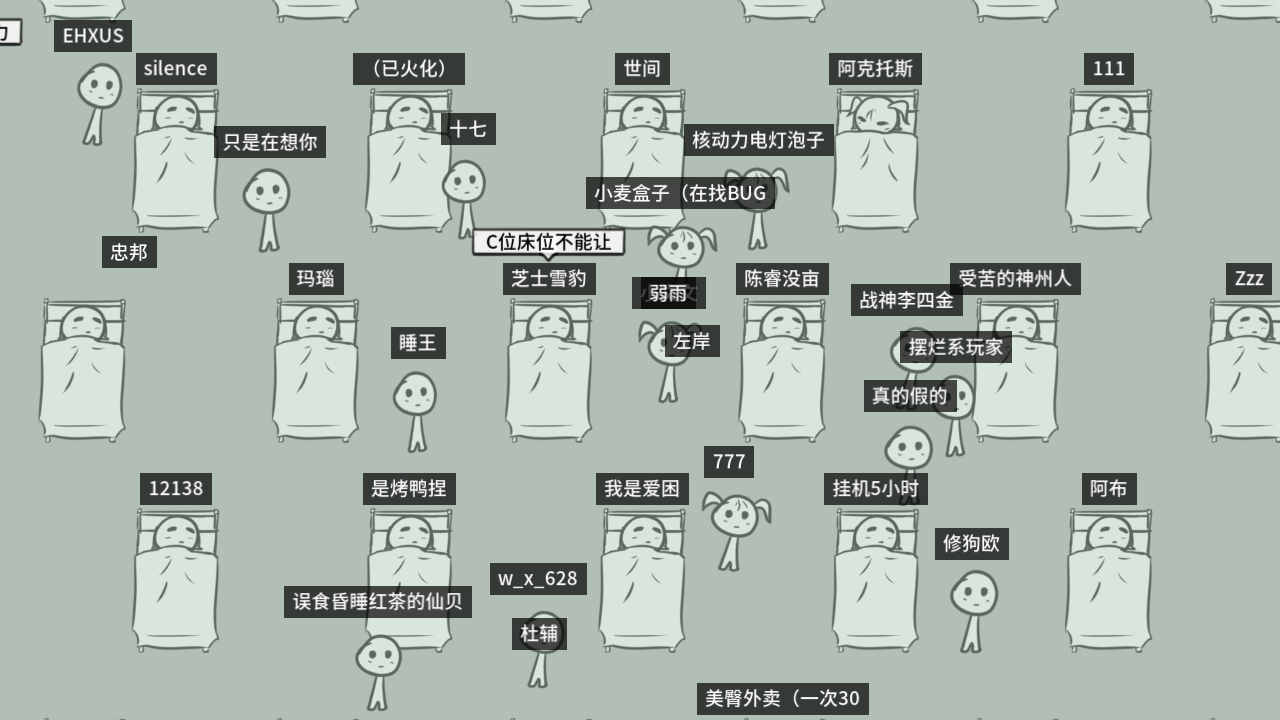 力
EHXUS
silence
（已火化）
世间
阿克托斯
111
十七
只是在想你
核动力电灯泡子
小麦盒子（在找BUG
C位床位不能让
忠邦
玛瑙
芝士雪豹
陈睿没亩
受苦的神州人
Zzz
弱雨
战神李四金
睡王
左岸
摆烂系玩家
真的假的
777
12138
是烤鸭捏
我是爱困
挂机5小时
阿布
修狗欧
w_x_628
误食昏睡红茶的仙贝
杜辅
美臀外卖（一次30